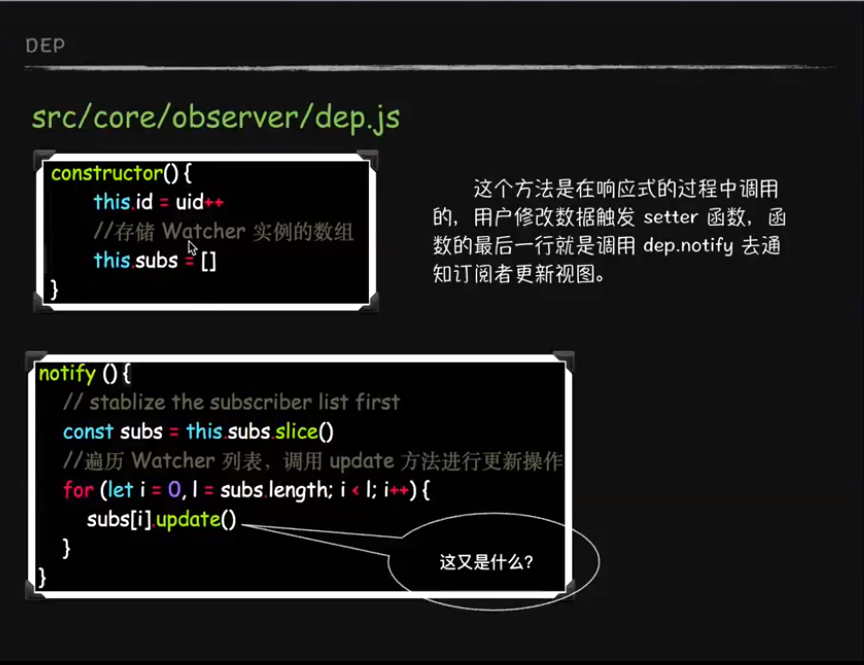 DEP
src/core/observer/dep.js
constructor() {
this.id = uid++
//存储 Watcher 实例的数组
this.subs = []
}
这个方法是在响应式的过程中调用
的，用户修改数据触发 setter 函数，函
数的最后一行就是调用 dep.notify 去通
知订阅者更新视图。
notify () {
// stablize the subscriber list first
const subs = this.subs.slice()
//遍历 Watcher 列表，调用 update 方法进行更新操作
for (let i = 0, l = subs.length; i < l; i++) {
subs[i].update()
}
}
这又是什么?